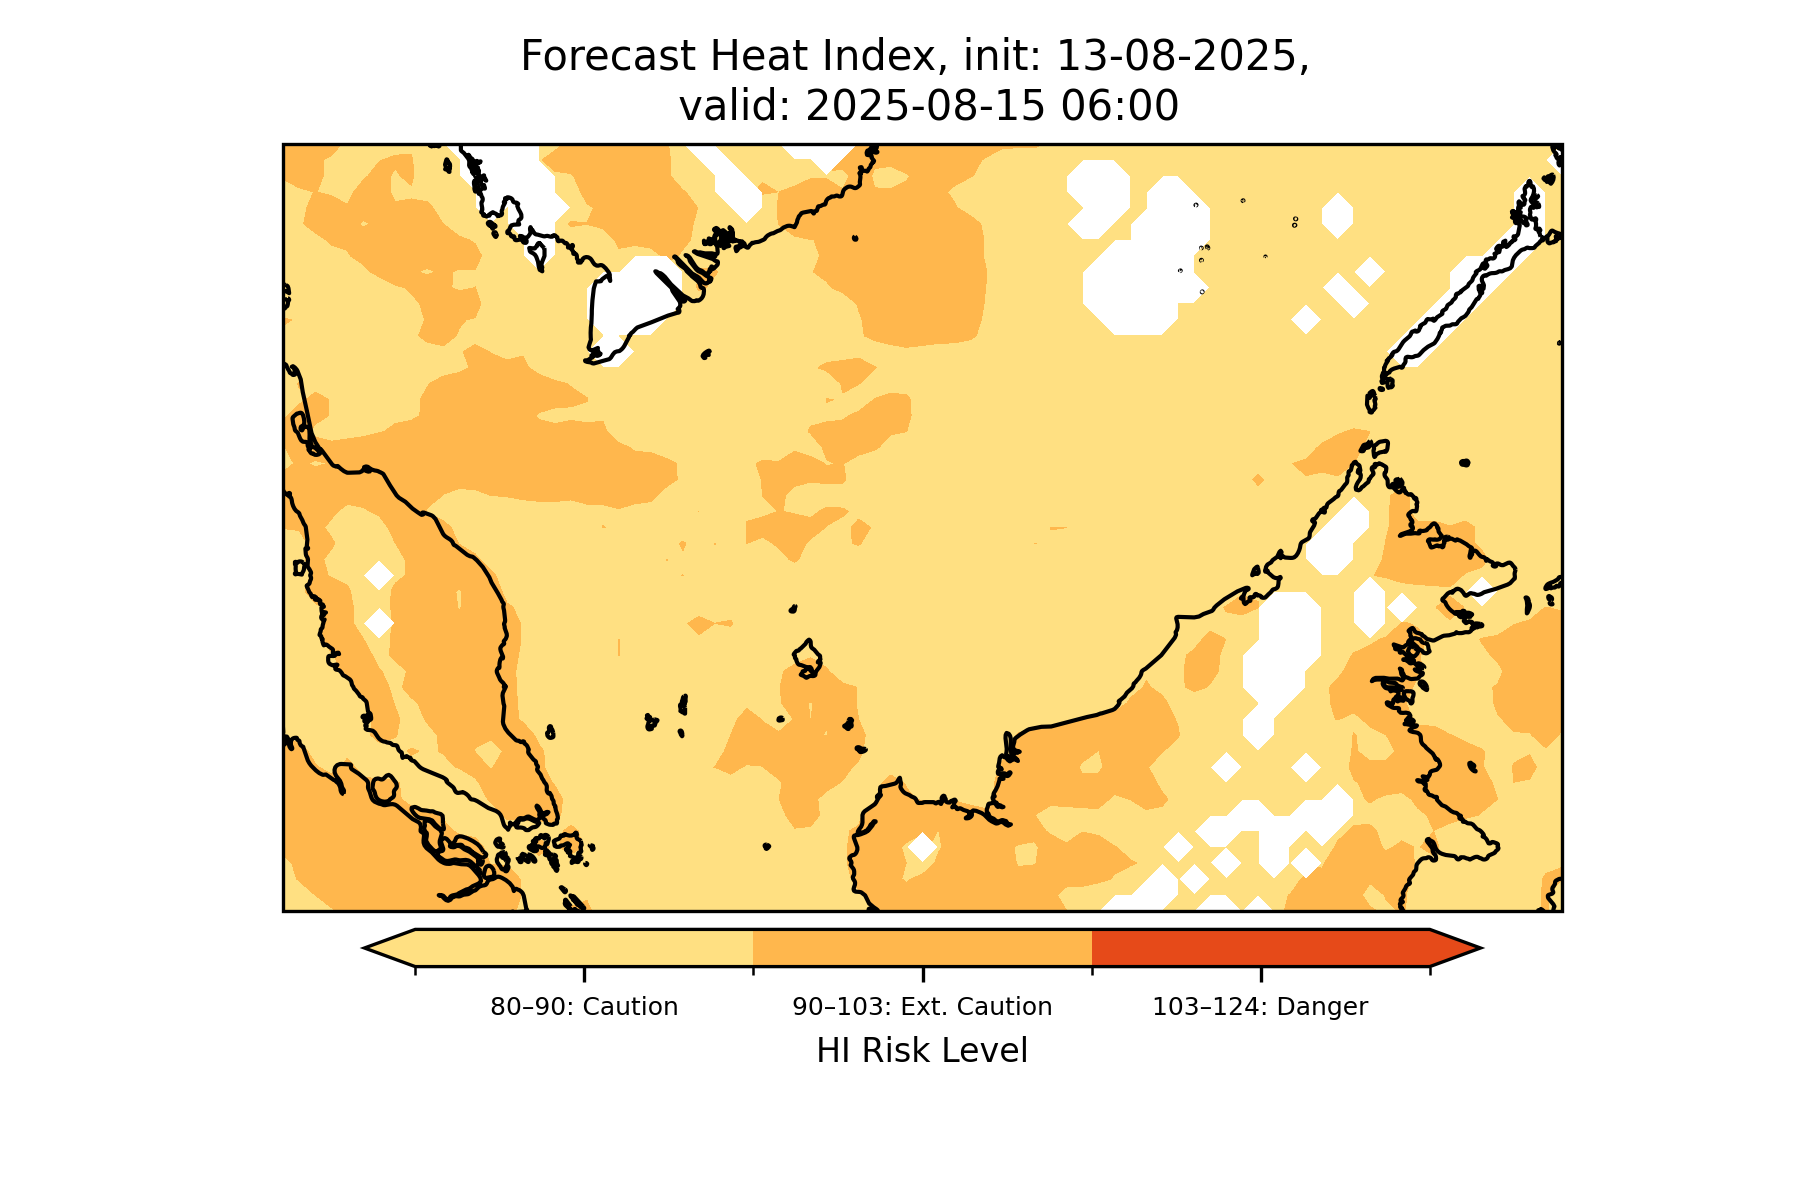 Forecast Heat Index, init: 13-08-2025,
valid: 2025-08-15 06:00
80–90: Caution
90–103: Ext. Caution
103–124: Danger
HI Risk Level